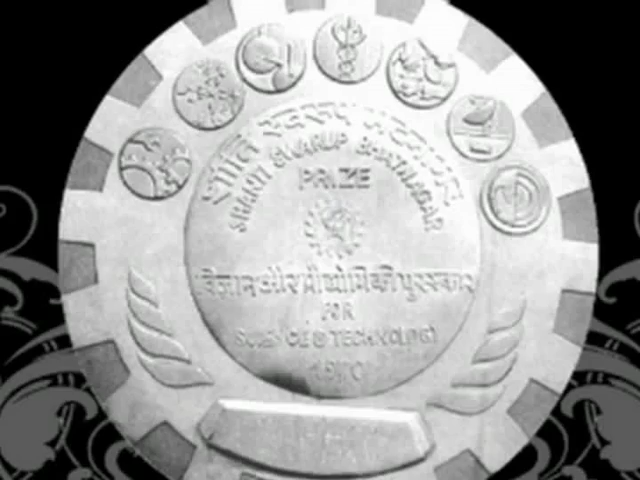 शांति स्वरूप भटनागर
SHANTI SWARUP BHATNAGAR
PRIZE
विज्ञान और प्रौद्योगिकी पुरस्कार
FOR
SCIENCE & TECHNOLOGY